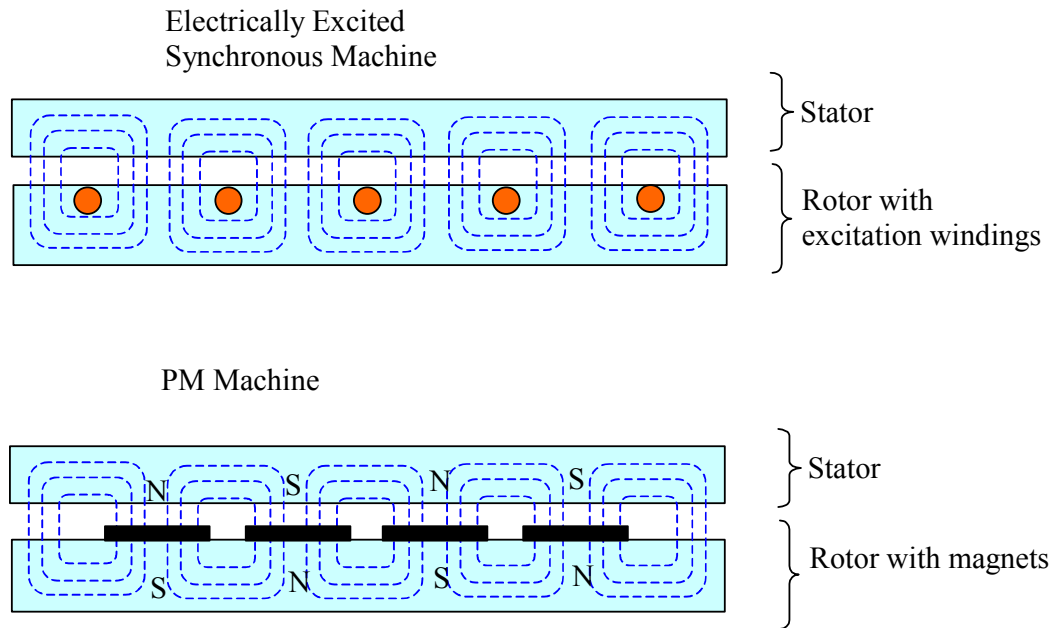 Electrically Excited
Synchronous Machine
Stator
Rotor with
excitation windings
PM Machine
N S N S
Stator
S N S N
Rotor with magnets